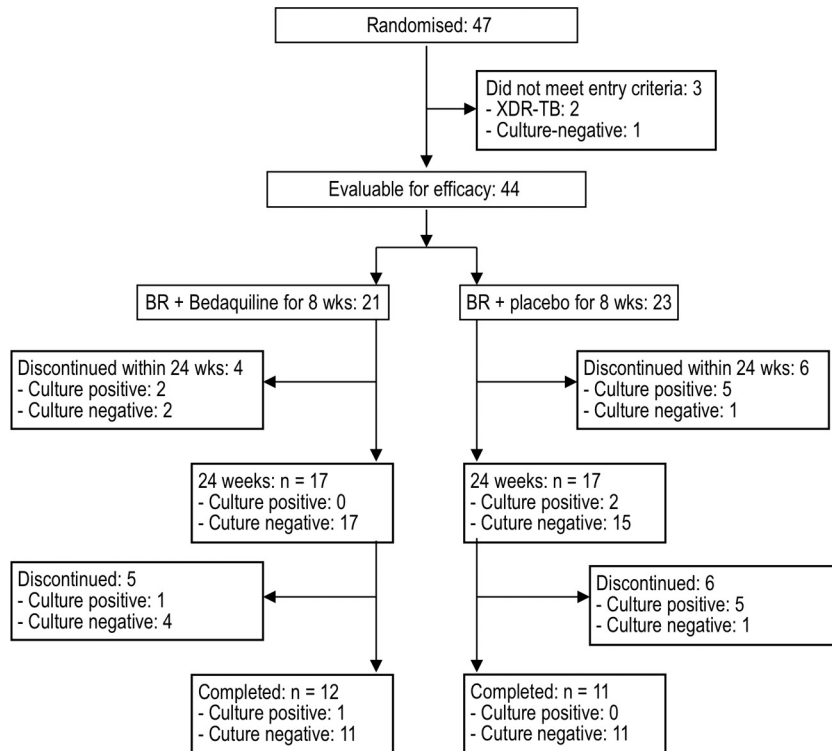 Randomised: 47
Did not meet entry criteria: 3
- XDR-TB: 2
- Culture-negative: 1
Evaluable for efficacy: 44
BR + Bedaquiline for 8 wks: 21
BR + placebo for 8 wks: 23
Discontinued within 24 wks: 4
- Culture positive: 2
- Culture negative: 2
Discontinued within 24 wks: 6
- Culture positive: 5
- Culture negative: 1
24 weeks: n = 17
- Culture positive: 0
- Cuture negative: 17
24 weeks: n = 17
- Culture positive: 2
- Cuture negative: 15
Discontinued: 5
- Culture positive: 1
- Culture negative: 4
Discontinued: 6
- Culture positive: 5
- Culture negative: 1
Completed: n = 12
- Culture positive: 1
- Cuture negative: 11
Completed: n = 11
- Culture positive: 0
- Cuture negative: 11